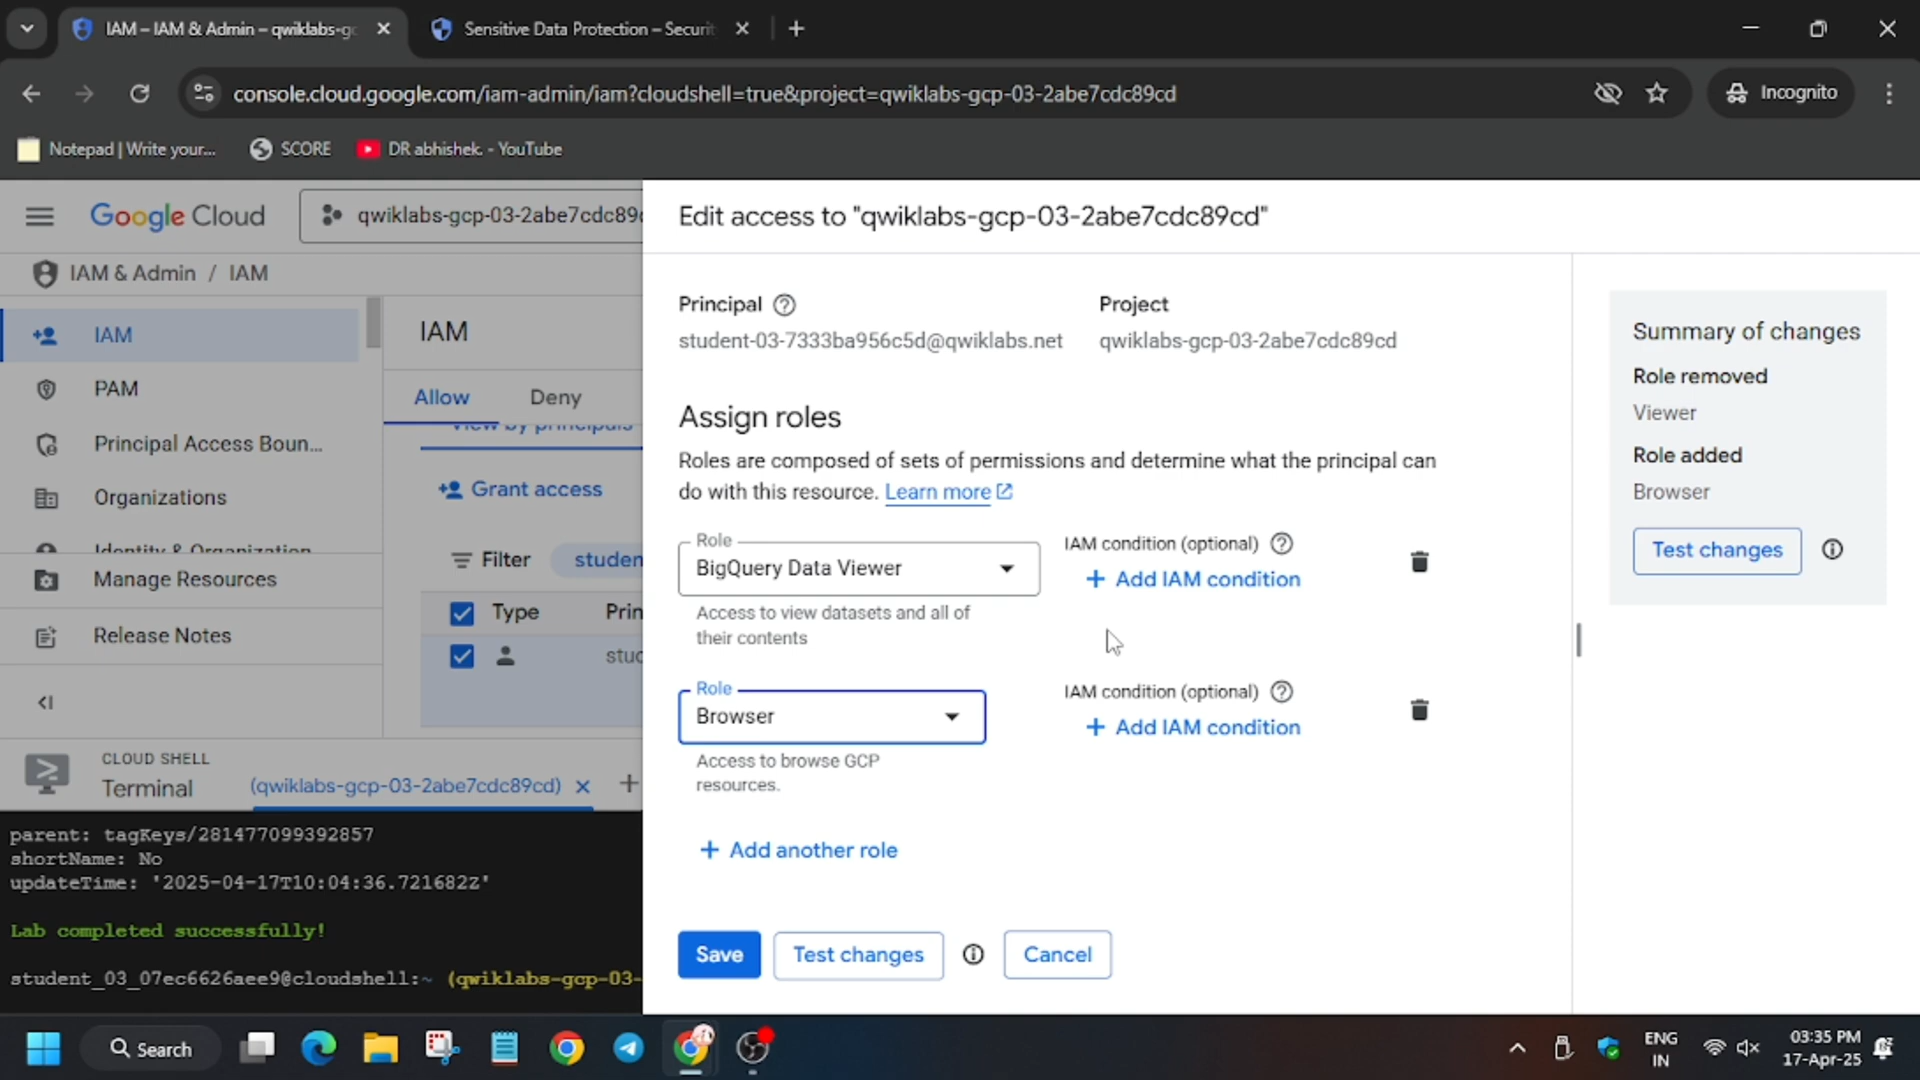 IAM – IAM & Admin – qwiklabs-gc
Sensitive Data Protection – Securit
console.cloud.google.com/iam-admin/iam?cloudshell=true&project=qwiklabs-gcp-03-2abe7cdc89cd
Incognito
Notepad | Write your...
SCORE
DR abhishek. - YouTube
Google Cloud
qwiklabs-gcp-03-2abe7cdc89c
IAM & Admin / IAM
IAM
PAM
Principal Access Boun...
Organizations
Identity & Organization
Manage Resources
Release Notes
IAM
Allow
Deny
View by principals
Grant access
Filter
studen
Type
Prin
stud
Edit access to "qwiklabs-gcp-03-2abe7cdc89cd"
Principal
Project
student-03-7333ba956c5d@qwiklabs.net
qwiklabs-gcp-03-2abe7cdc89cd
Assign roles
Roles are composed of sets of permissions and determine what the principal can
do with this resource. Learn more
Role
BigQuery Data Viewer
IAM condition (optional)
+ Add IAM condition
Access to view datasets and all of
their contents
Role
Browser
IAM condition (optional)
+ Add IAM condition
Access to browse GCP
resources.
+ Add another role
Save
Test changes
Cancel
Summary of changes
Role removed
Viewer
Role added
Browser
Test changes
CLOUD SHELL
Terminal
(qwiklabs-gcp-03-2abe7cdc89cd)
parent: tagKeys/281477099392857
shortName: No
updateTime: '2025-04-17T10:04:36.721682Z'
Lab completed successfully!
student_03_07ec6626aee9@cloudshell:~ (qwiklabs-gcp-03-
Search
ENG
IN
03:35 PM
17-Apr-25